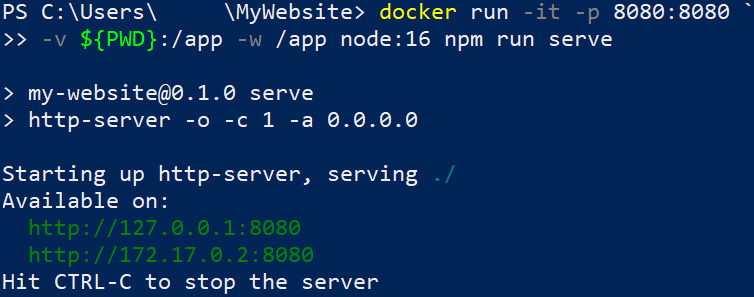 PS C:\Users\      \MyWebsite> docker run -it -p 8080:8080 `
>> -v ${PWD}:/app -w /app node:16 npm run serve
> my-website@0.1.0 serve
> http-server -o -c 1 -a 0.0.0.0
Starting up http-server, serving ./
Available on:
http://127.0.0.1:8080
http://172.17.0.2:8080
Hit CTRL-C to stop the server